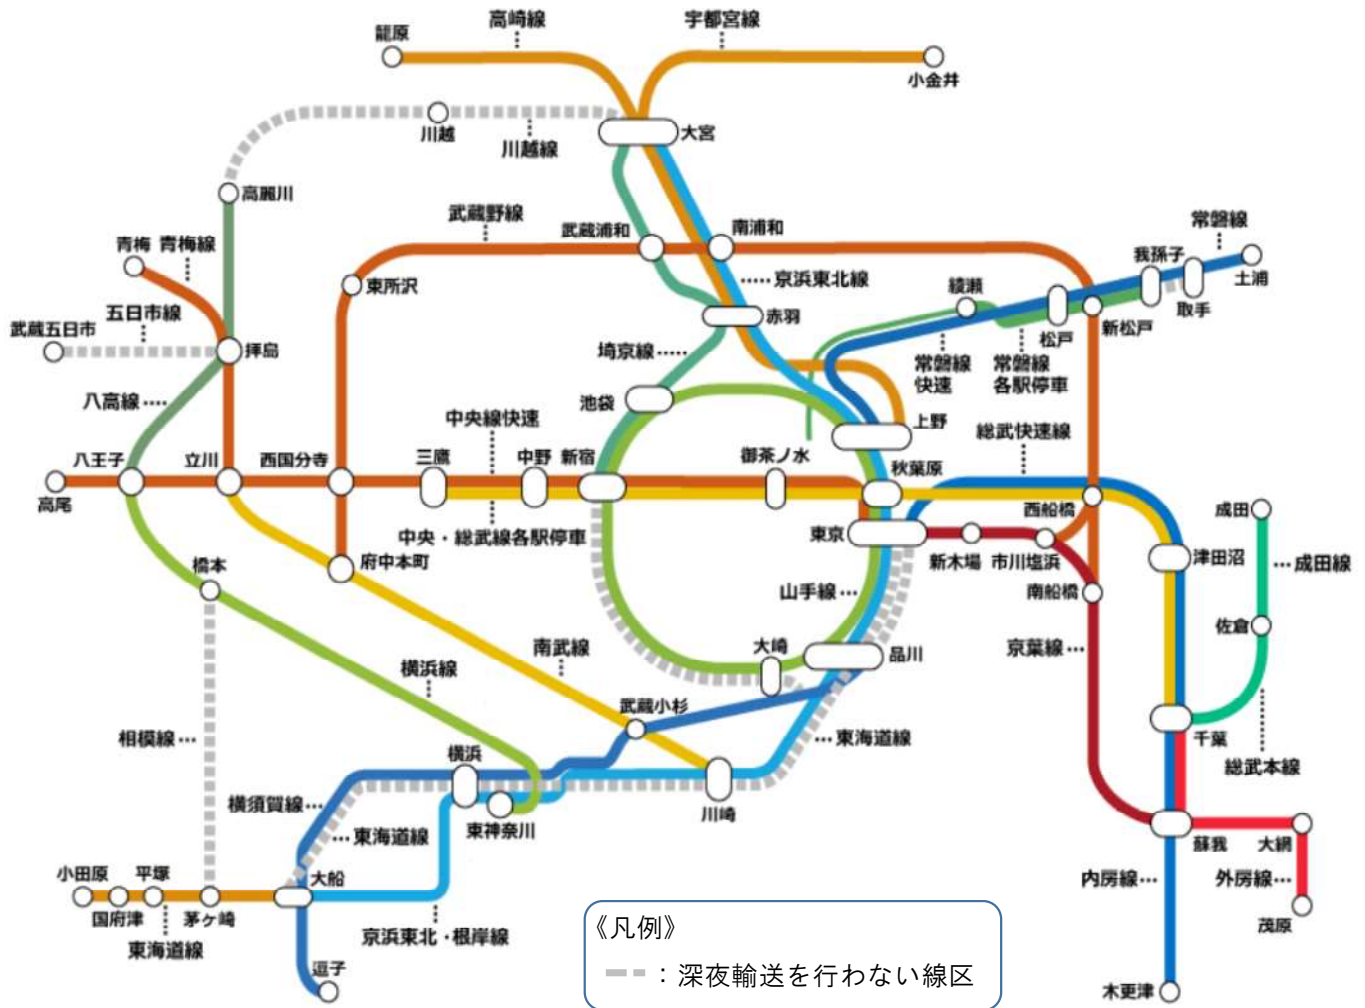 高崎線
宇都宮線
籠原
小金井
川越
川越線
大宮
高麗川
武蔵野線
武蔵浦和
南浦和
常磐線
青梅
青梅線
東所沢
京浜東北線
綾瀬
我孫子
取手
土浦
武蔵五日市
五日市線
拝島
赤羽
松戸
新松戸
埼京線
常磐線
快速
常磐線
各駅停車
八高線
池袋
中央線快速
上野
総武快速線
八王子
立川
西国分寺
三鷹
中野
新宿
御茶ノ水
秋葉原
高尾
中央・総武線各駅停車
東京
西船橋
成田
新木場
市川塩浜
津田沼
成田線
橋本
府中本町
山手線
南船橋
佐倉
横浜線
南武線
大崎
品川
京葉線
相模線
武蔵小杉
東海道線
千葉
総武本線
横浜
横須賀線
東海道線
東神奈川
川崎
蘇我
大網
小田原
平塚
大船
内房線
外房線
国府津
茅ヶ崎
東海道線
京浜東北・根岸線
茂原
逗子
木更津
《凡例》
：深夜輸送を行わない線区